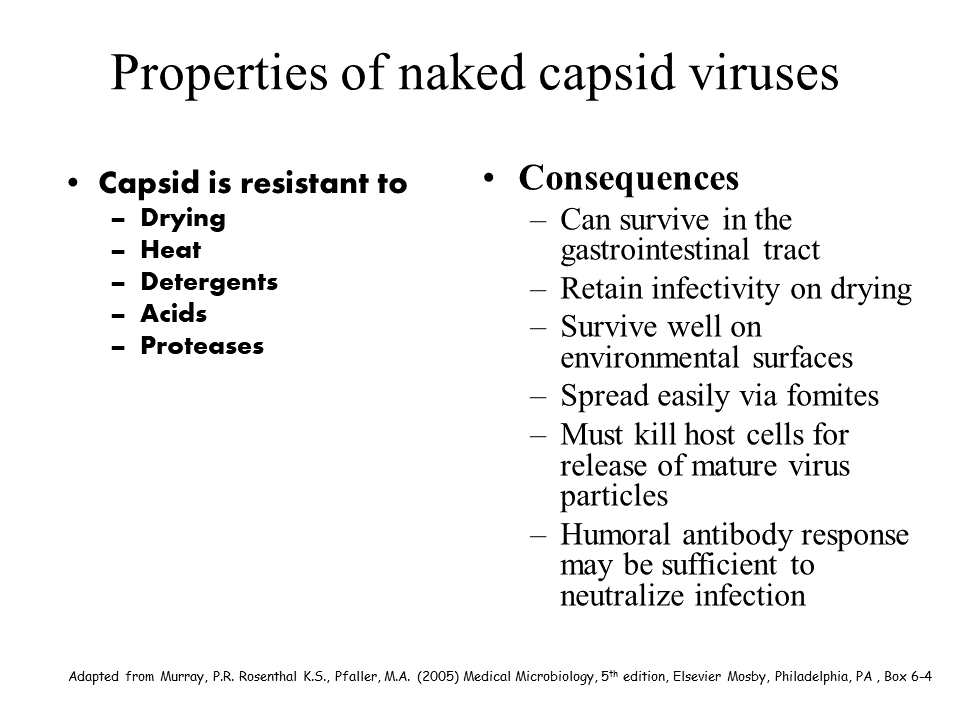 Properties of naked capsid viruses
• Capsid is resistant to
– Drying
– Heat
– Detergents
– Acids
– Proteases
• Consequences
– Can survive in the
gastrointestinal tract
– Retain infectivity on drying
– Survive well on
environmental surfaces
– Spread easily via fomites
– Must kill host cells for
release of mature virus
particles
– Humoral antibody response
may be sufficient to
neutralize infection
Adapted from Murray, P.R. Rosenthal K.S., Pfaller, M.A. (2005) Medical Microbiology, 5th edition, Elsevier Mosby, Philadelphia, PA , Box 6-4